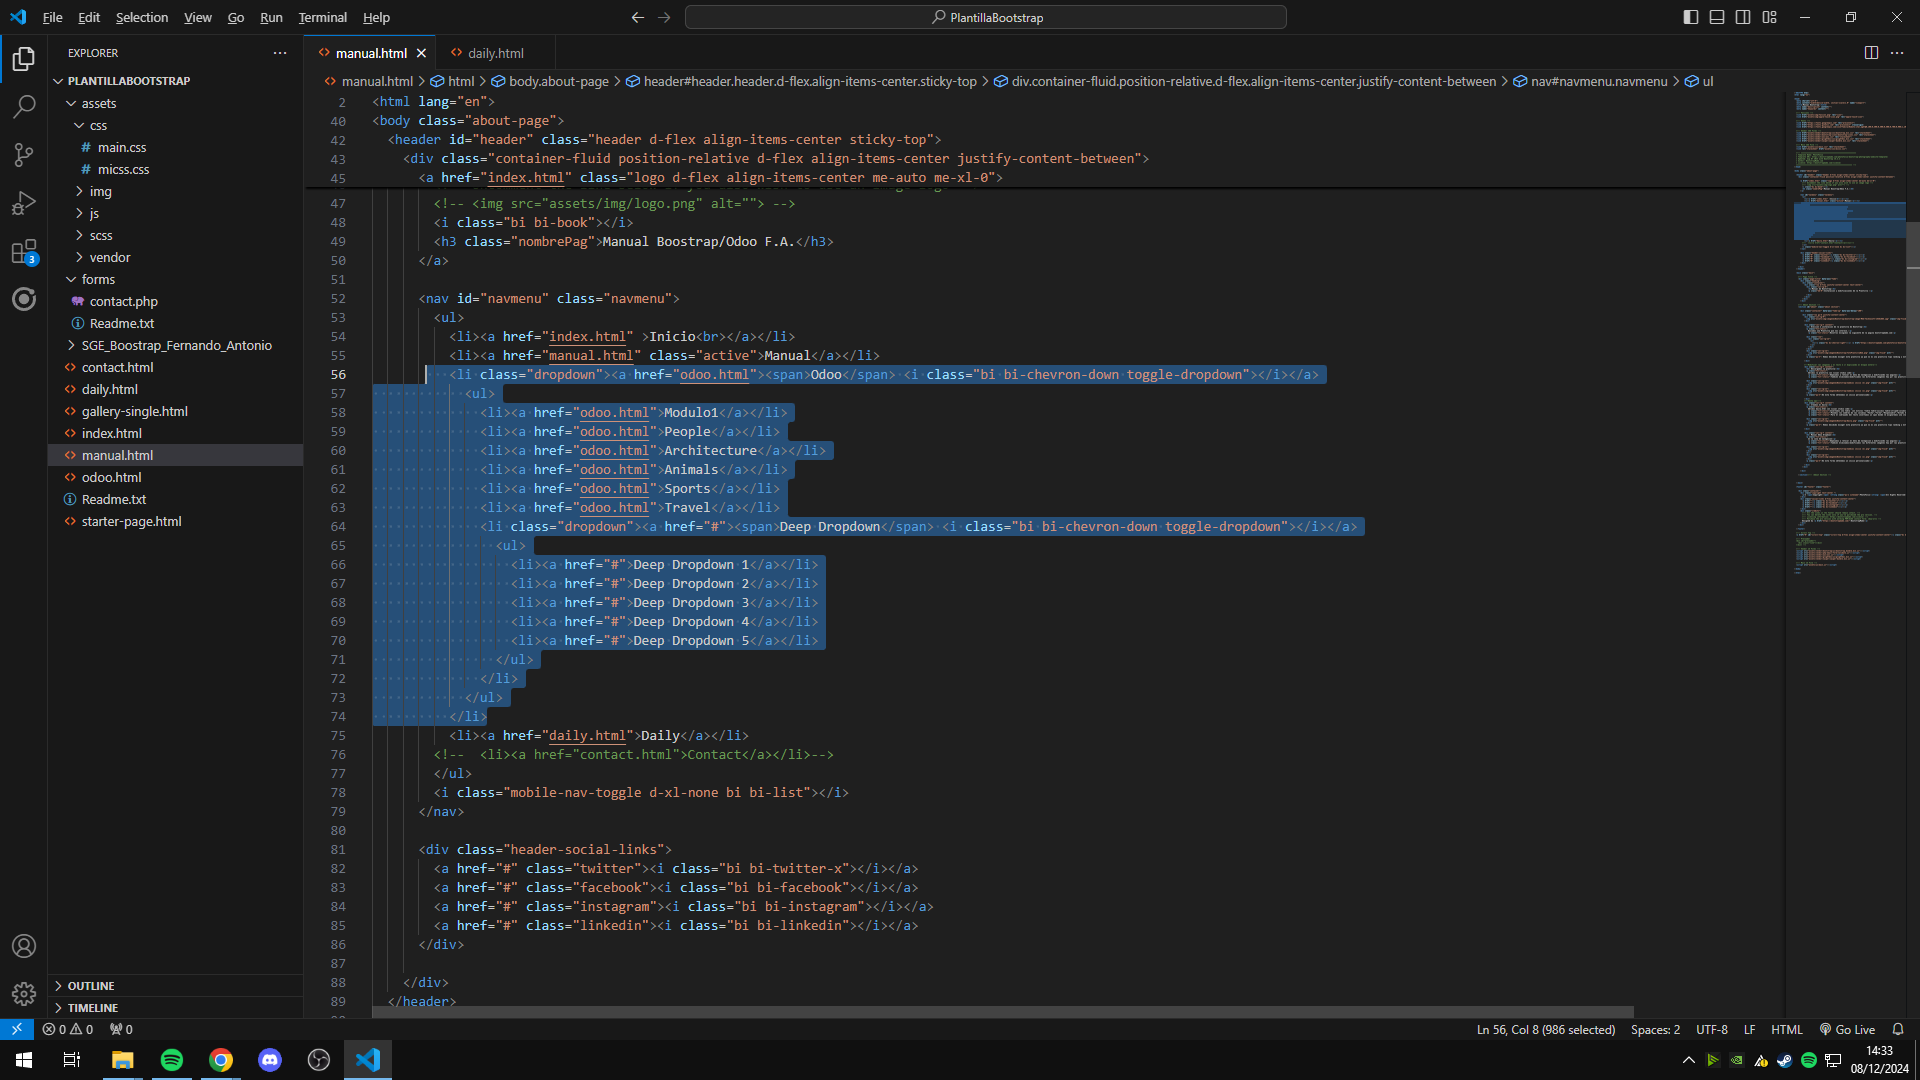 File Edit Selection View Go Run Terminal Help
PlantillaBootstrap
EXPLORER
PLANTILLABOOTSTRAP
assets
css
# main.css
# micss.css
img
js
scss
vendor
forms
contact.php
Readme.txt
SGE_Boostrap_Fernando_Antonio
contact.html
daily.html
gallery-single.html
index.html
manual.html
odoo.html
Readme.txt
starter-page.html
OUTLINE
TIMELINE
3
manual.html daily.html
manual.html > html > body.about-page > header#header.header.d-flex.align-items-center.sticky-top > div.container-fluid.position-relative.d-flex.align-items-center.justify-content-between > nav#navmenu.navmenu > ul
2 <html lang="en">
40 <body class="about-page">
42 <header id="header" class="header d-flex align-items-center sticky-top">
43 <div class="container-fluid position-relative d-flex align-items-center justify-content-between">
45 <a href="index.html" class="logo d-flex align-items-center me-auto me-xl-0">
47 <!-- <img src="assets/img/logo.png" alt=""> -->
48 <i class="bi bi-book"></i>
49 <h3 class="nombrePag">Manual Boostrap/Odoo F.A.</h3>
50 </a>
51
52 <nav id="navmenu" class="navmenu">
53 <ul>
54 <li><a href="index.html" >Inicio<br></a></li>
55 <li><a href="manual.html" class="active">Manual</a></li>
56 <li class="dropdown"><a href="odoo.html"><span>Odoo</span> <i class="bi bi-chevron-down toggle-dropdown"></i></a>
57 <ul>
58 <li><a href="odoo.html">Modulo1</a></li>
59 <li><a href="odoo.html">People</a></li>
60 <li><a href="odoo.html">Architecture</a></li>
61 <li><a href="odoo.html">Animals</a></li>
62 <li><a href="odoo.html">Sports</a></li>
63 <li><a href="odoo.html">Travel</a></li>
64 <li class="dropdown"><a href="#"><span>Deep Dropdown</span> <i class="bi bi-chevron-down toggle-dropdown"></i></a>
65 <ul>
66 <li><a href="#">Deep Dropdown 1</a></li>
67 <li><a href="#">Deep Dropdown 2</a></li>
68 <li><a href="#">Deep Dropdown 3</a></li>
69 <li><a href="#">Deep Dropdown 4</a></li>
70 <li><a href="#">Deep Dropdown 5</a></li>
71 </ul>
72 </li>
73 </ul>
74 </li>
75 <li><a href="daily.html">Daily</a></li>
76 <!--  <li><a href="contact.html">Contact</a></li>-->
77 </ul>
78 <i class="mobile-nav-toggle d-xl-none bi bi-list"></i>
79 </nav>
80
81 <div class="header-social-links">
82 <a href="#" class="twitter"><i class="bi bi-twitter-x"></i></a>
83 <a href="#" class="facebook"><i class="bi bi-facebook"></i></a>
84 <a href="#" class="instagram"><i class="bi bi-instagram"></i></a>
85 <a href="#" class="linkedin"><i class="bi bi-linkedin"></i></a>
86 </div>
87
88 </div>
89 </header>
0 0 0
Ln 56, Col 8 (986 selected) Spaces: 2 UTF-8 LF HTML Go Live
14:33
08/12/2024